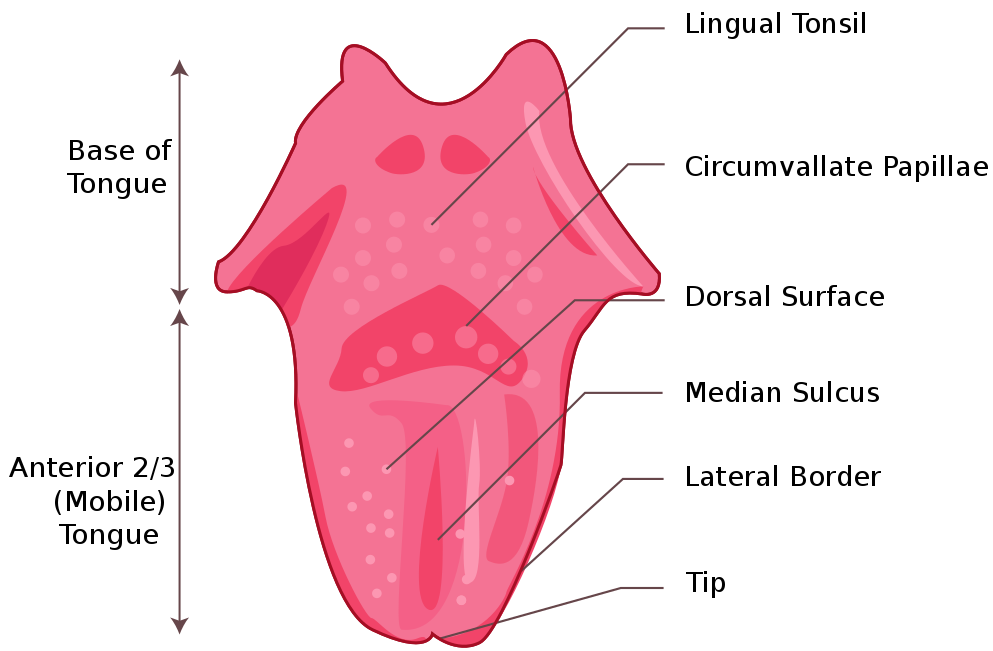 Lingual Tonsil
Base of
Tongue
Circumvallate Papillae
Dorsal Surface
Median Sulcus
Anterior 2/3
(Mobile)
Tongue
Lateral Border
Tip